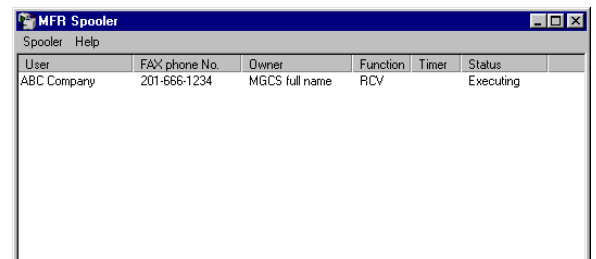 MFR Spooler
Spooler Help
User FAX phone No. Owner Function Timer Status
ABC Company 201-666-1234 MGCS full name RCV Executing